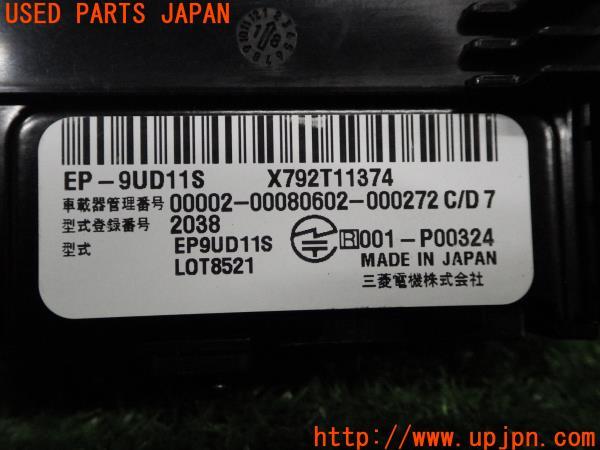 USED PARTS JAPAN
EP-9UD11S X792T11374
車載器管理番号 00002-00080602-000272 C/D 7
型式登録番号 2038
型式 EP9UD11S R001-P00324
LOT8521 MADE IN JAPAN
三菱電機株式会社
UPJ
http://www.upjpn.com